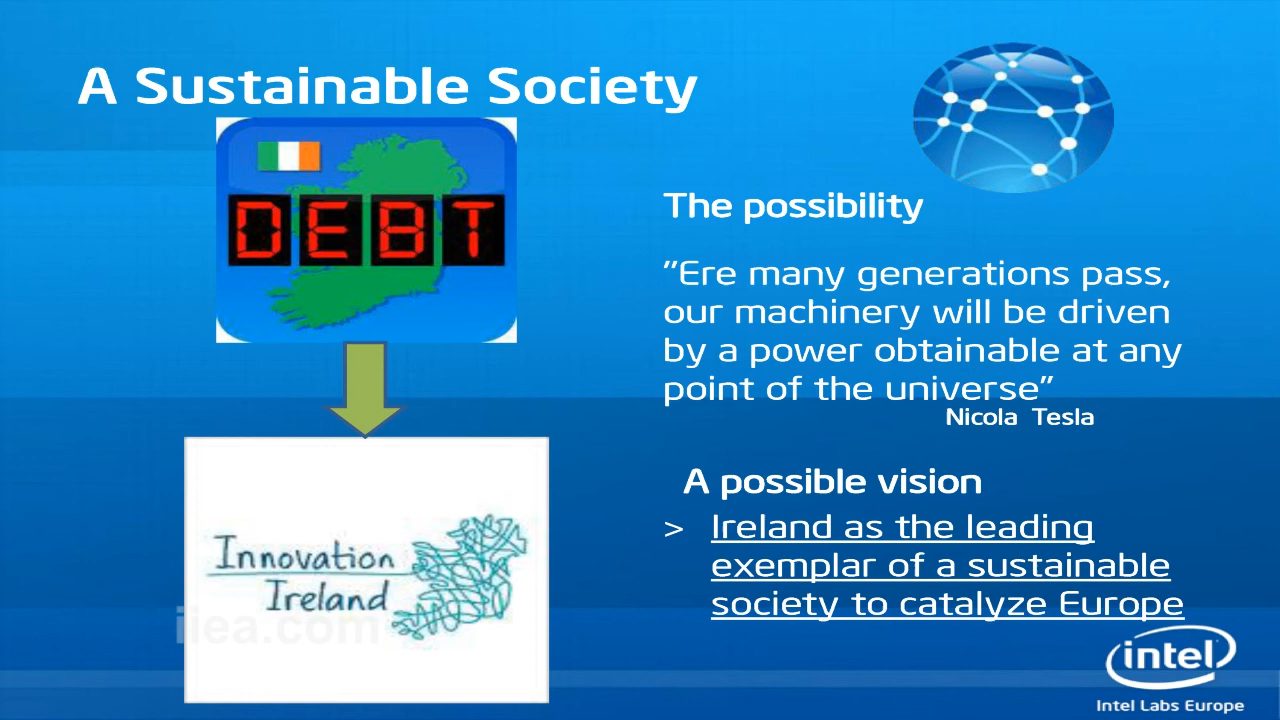 A Sustainable Society
DEBT
The possibility
”Ere many generations pass,
our machinery will be driven
by a power obtainable at any
point of the universe”
Nicola Tesla
A possible vision
> Ireland as the leading
exemplar of a sustainable
society to catalyze Europe
Innovation
Ireland
iiea.com
intel
Intel Labs Europe